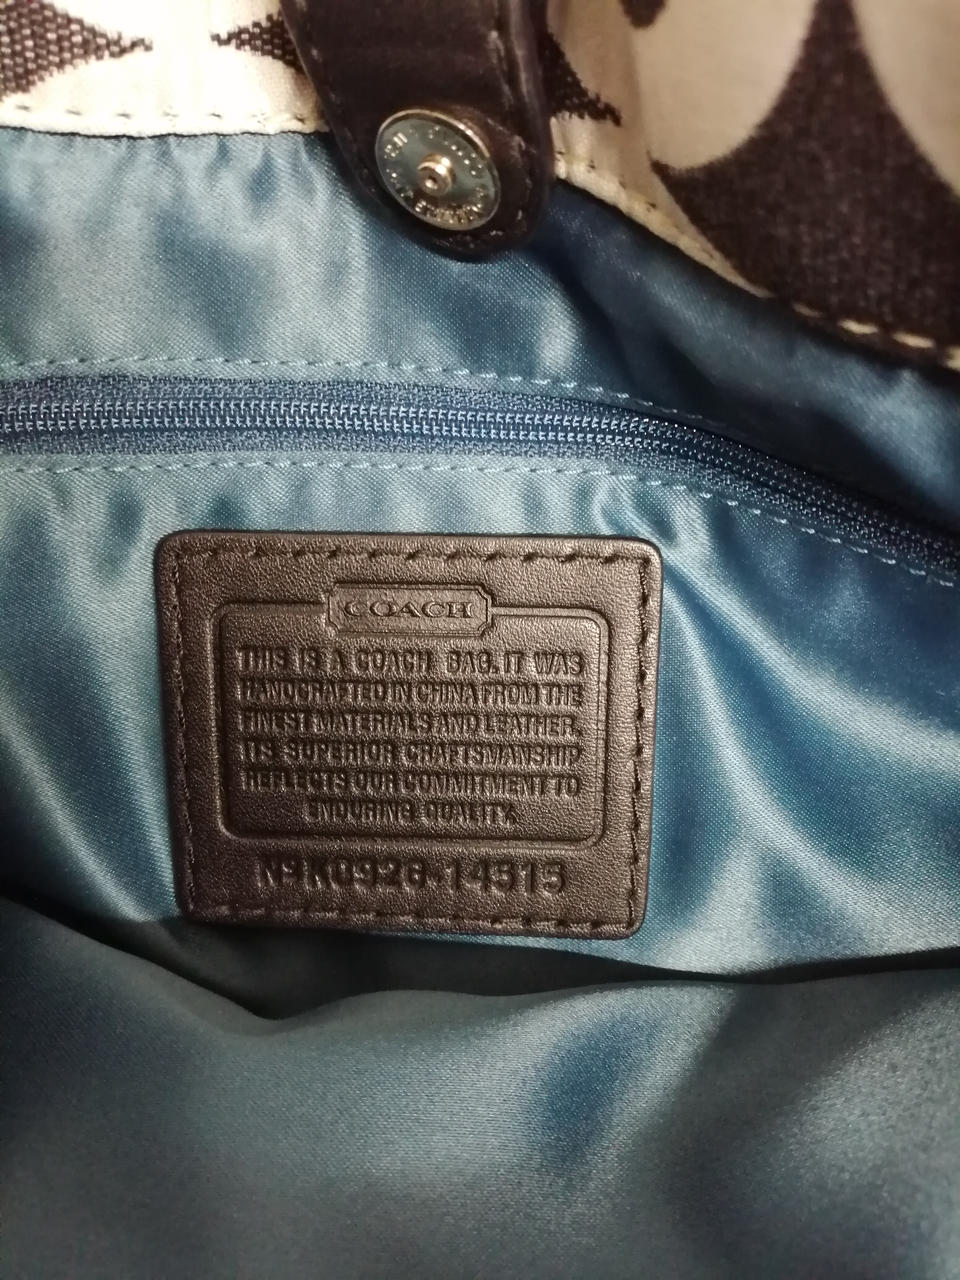 COACH
THIS IS A COACH BAG. IT WAS
HANDCRAFTED IN CHINA FROM THE
FINEST MATERIALS AND LEATHER.
ITS SUPERIOR CRAFTSMANSHIP
REFLECTS OUR COMMITMENT TO
ENDURING QUALITY.
Nº K0926-14515